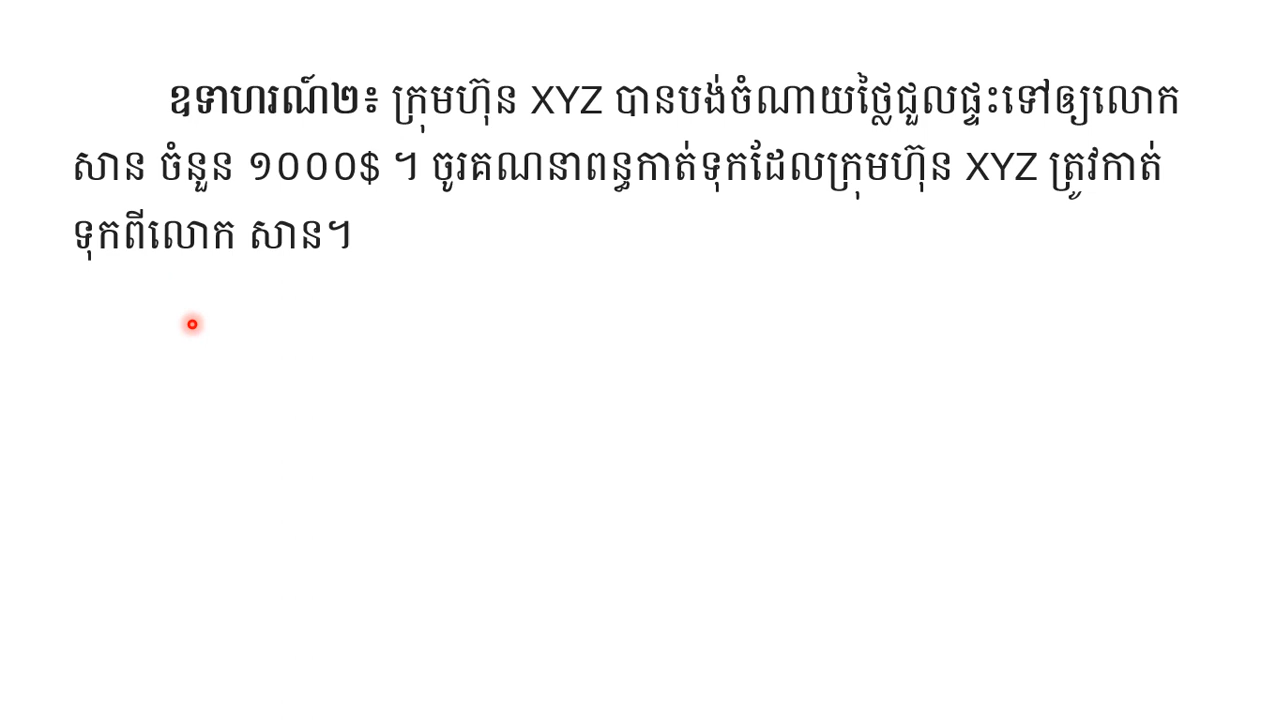 ឧទាហរណ៍២៖ ក្រុមហ៊ុន XYZ បានបង់ចំណាយថ្លៃជួលផ្ទះទៅឲ្យលោក
សាន ចំនួន ១០០០$ ។ ចូរគណនាពន្ធកាត់ទុកដែលក្រុមហ៊ុន XYZ ត្រូវកាត់
ទុកពីលោក សាន។